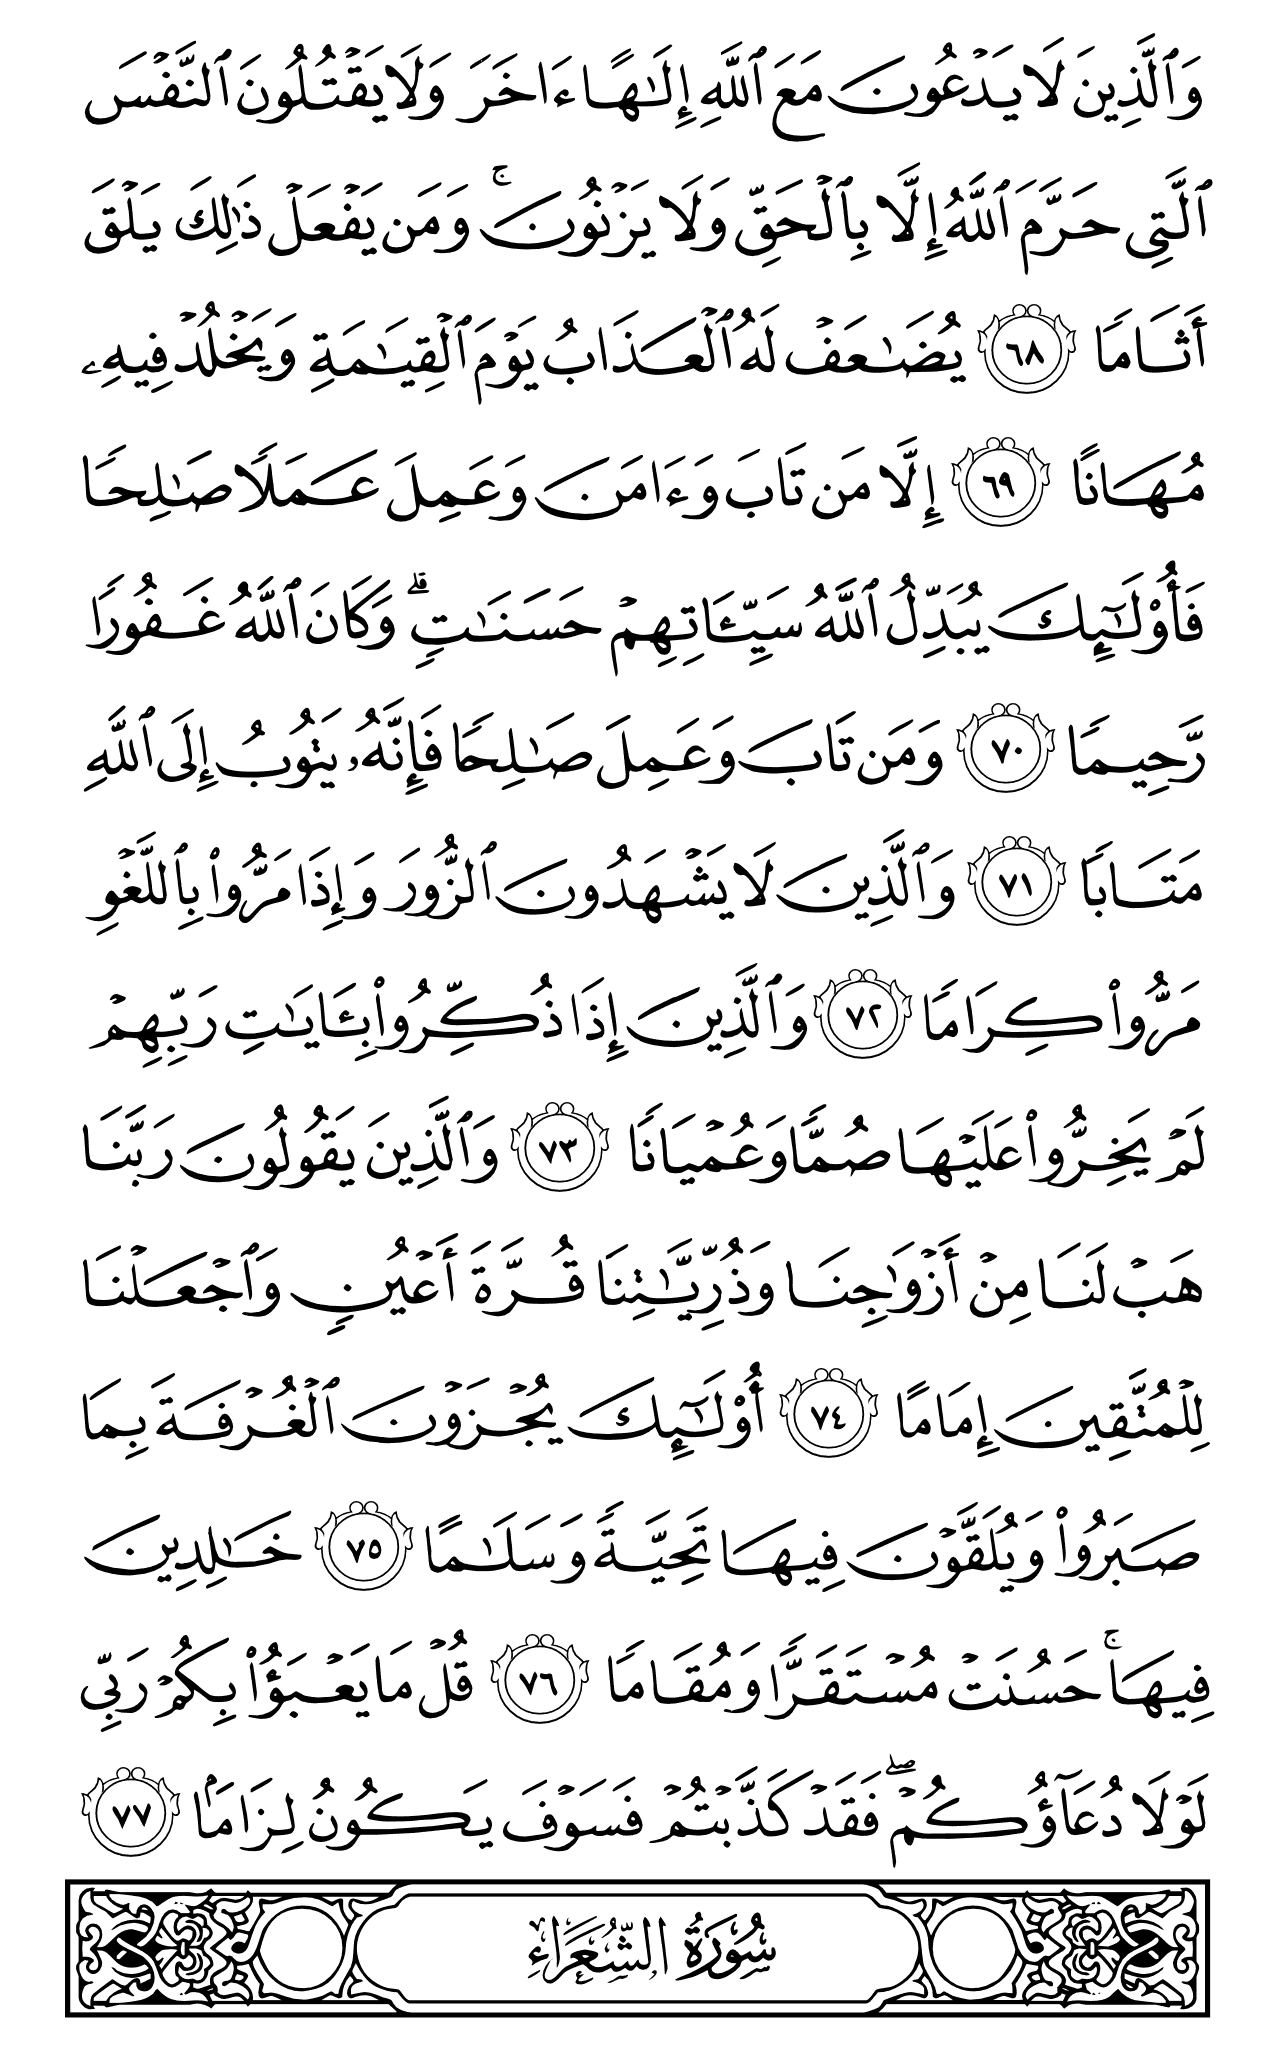 وَٱلَّذِينَ لَا يَدۡعُونَ مَعَ ٱللَّهِ إِلَـٰهًا ءَاخَرَ وَلَا يَقۡتُلُونَ ٱلنَّفۡسَ
ٱلَّتِى حَرَّمَ ٱللَّهُ إِلَّا بِٱلۡحَقِّ وَلَا يَزۡنُونَۚ وَمَن يَفۡعَلۡ ذَٰلِكَ يَلۡقَ
أَثَامًا ٦٨ يُضَـٰعَفۡ لَهُ ٱلۡعَذَابُ يَوۡمَ ٱلۡقِيَـٰمَةِ وَيَخۡلُدۡ فِيهِۦ
مُهَانًا ٦٩ إِلَّا مَن تَابَ وَءَامَنَ وَعَمِلَ عَمَلًا صَـٰلِحًا
فَأُو۟لَـٰٓئِكَ يُبَدِّلُ ٱللَّهُ سَيِّـَٔاتِهِمۡ حَسَنَـٰتٍۗ وَكَانَ ٱللَّهُ غَفُورًا
رَّحِيمًا ٧٠ وَمَن تَابَ وَعَمِلَ صَـٰلِحًا فَإِنَّهُۥ يَتُوبُ إِلَى ٱللَّهِ
مَتَابًا ٧١ وَٱلَّذِينَ لَا يَشۡهَدُونَ ٱلزُّورَ وَإِذَا مَرُّوا۟ بِٱللَّغۡوِ
مَرُّوا۟ كِرَامًا ٧٢ وَٱلَّذِينَ إِذَا ذُكِّرُوا۟ بِـَٔايَـٰتِ رَبِّهِمۡ
لَمۡ يَخِرُّوا۟ عَلَيۡهَا صُمًّا وَعُمۡيَانًا ٧٣ وَٱلَّذِينَ يَقُولُونَ رَبَّنَا
هَبۡ لَنَا مِنۡ أَزۡوَٰجِنَا وَذُرِّيَّـٰتِنَا قُرَّةَ أَعۡيُنٍ وَٱجۡعَلۡنَا
لِلۡمُتَّقِينَ إِمَامًا ٧٤ أُو۟لَـٰٓئِكَ يُجۡزَوۡنَ ٱلۡغُرۡفَةَ بِمَا
صَبَرُوا۟ وَيُلَقَّوۡنَ فِيهَا تَحِيَّةً وَسَلَـٰمًا ٧٥ خَـٰلِدِينَ
فِيهَاۚ حَسُنَتۡ مُسۡتَقَرًّا وَمُقَامًا ٧٦ قُلۡ مَا يَعۡبَؤُا۟ بِكُمۡ رَبِّى
لَوۡلَا دُعَآؤُكُمۡۖ فَقَدۡ كَذَّبۡتُمۡ فَسَوۡفَ يَكُونُ لِزَامًۢا ٧٧
سُورَةُ الشُّعَرَاءِ